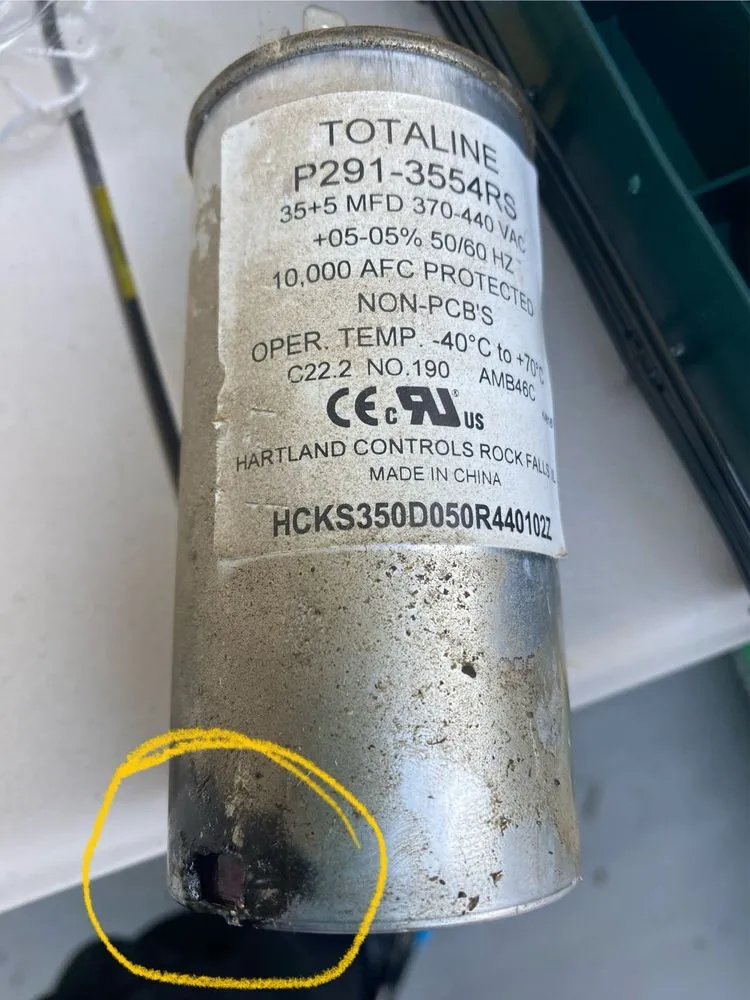 TOTALINE
P291-3554RS
35+5 MFD 370-440 VAC
+05-05% 50/60 HZ
10,000 AFC PROTECTED
NON-PCB'S
OPER. TEMP. -40°C to +70°C
C22.2 NO.190 AMB46C
CE c RU ® US
HARTLAND CONTROLS ROCK FALLS
MADE IN CHINA
HCKS350D050R440102Z